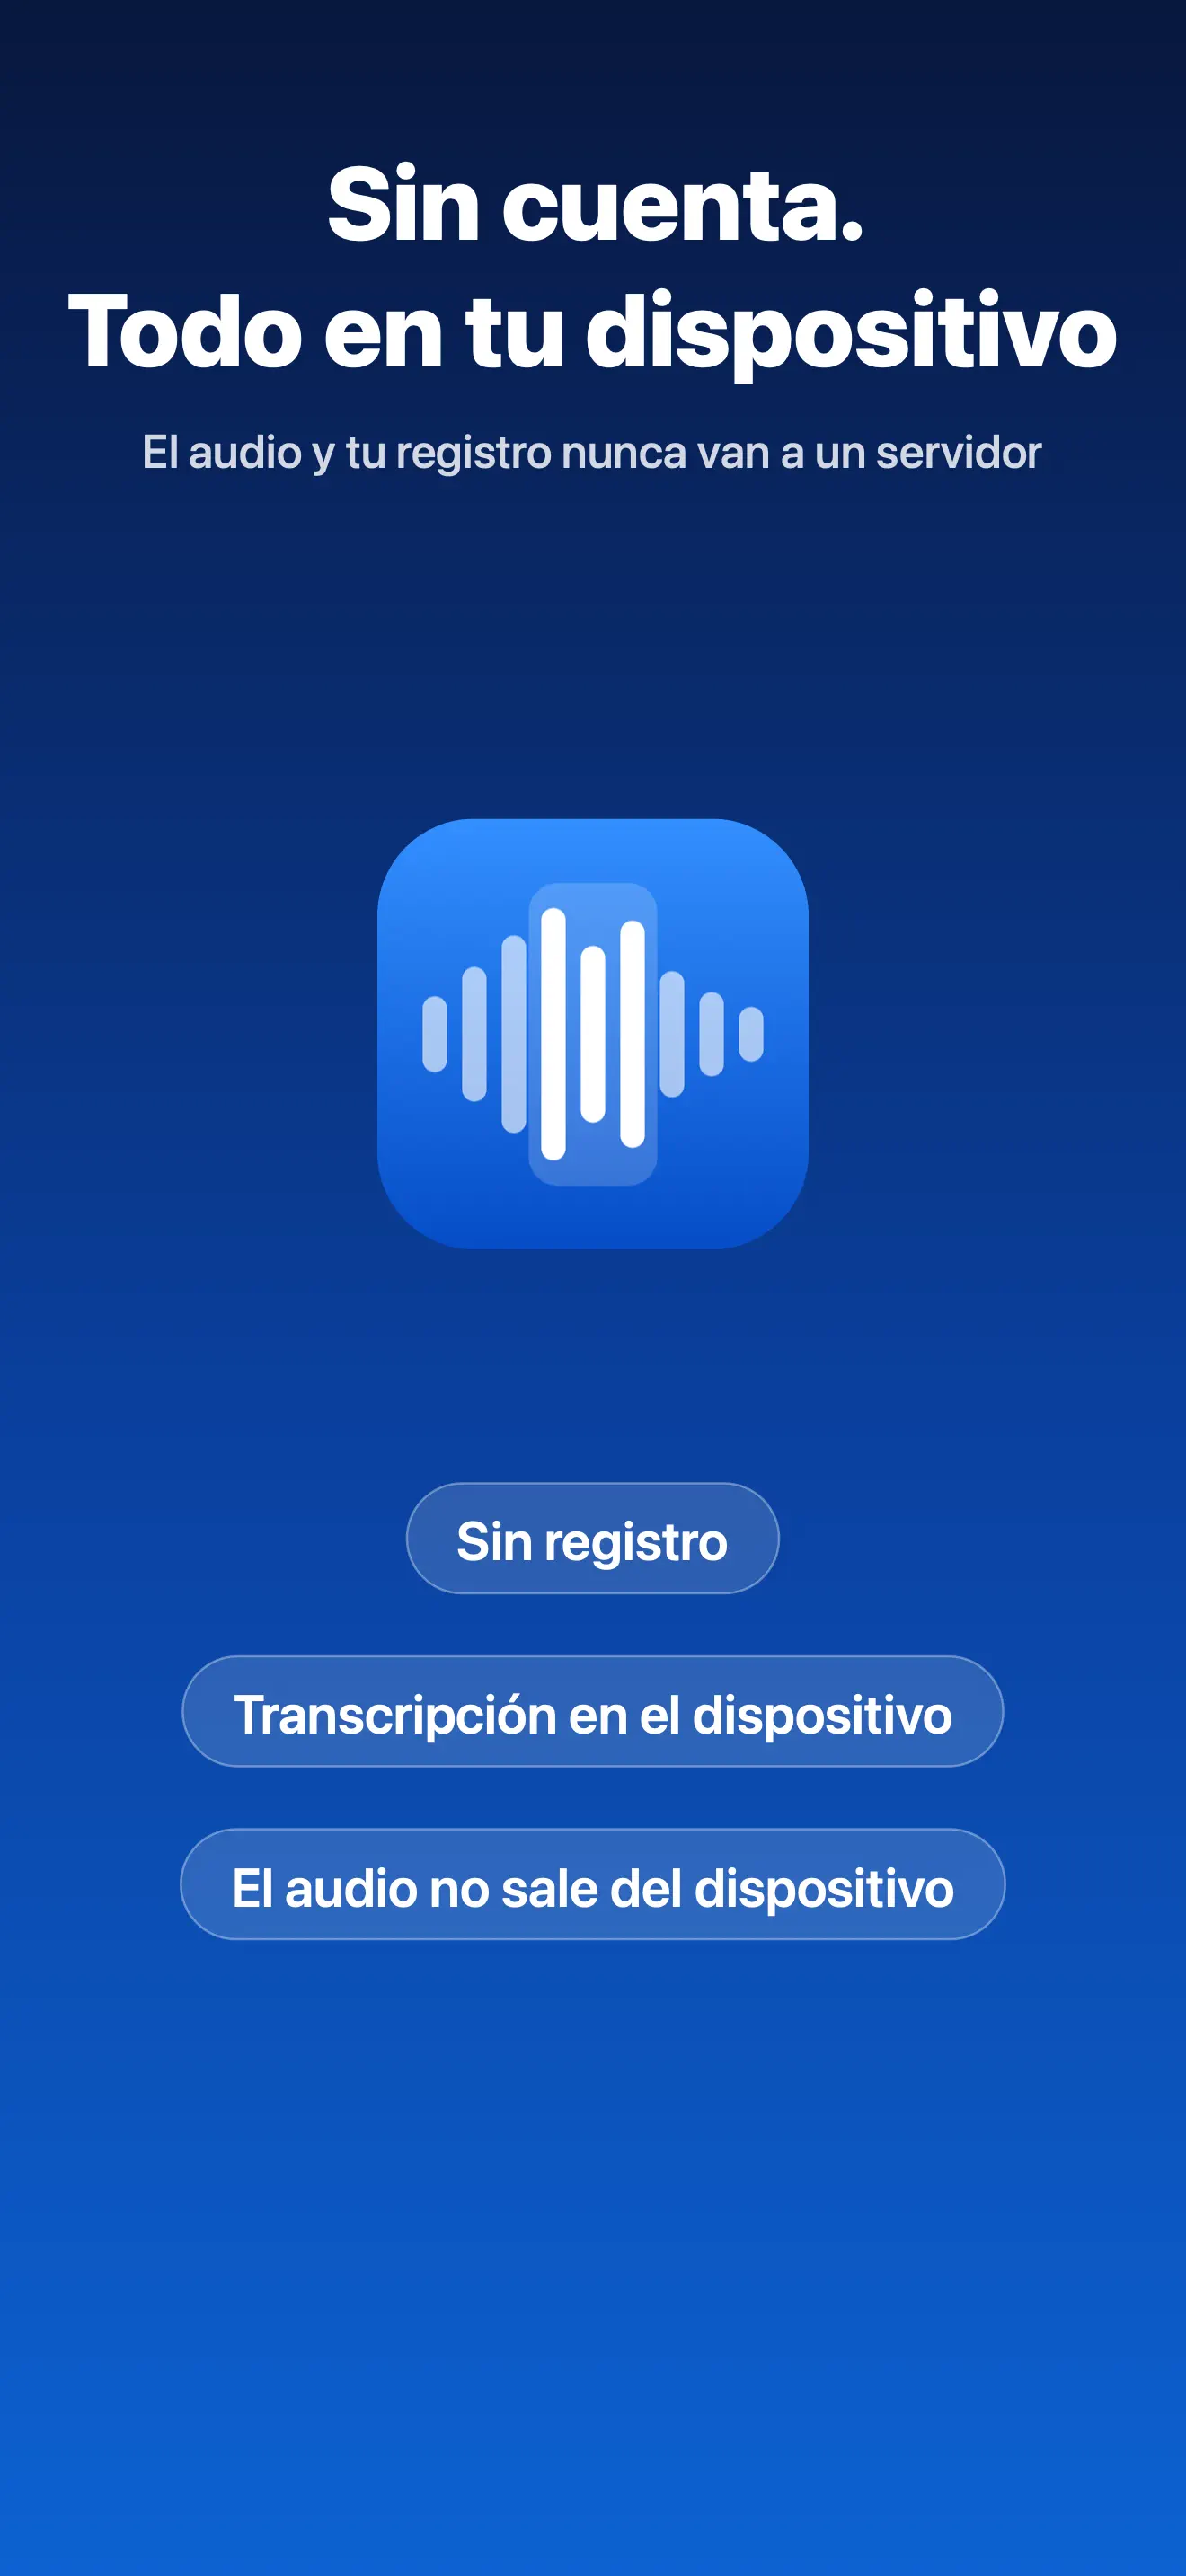 Sin cuenta.
Todo en tu dispositivo
El audio y tu registro nunca van a un servidor
Sin registro
Transcripción en el dispositivo
El audio no sale del dispositivo